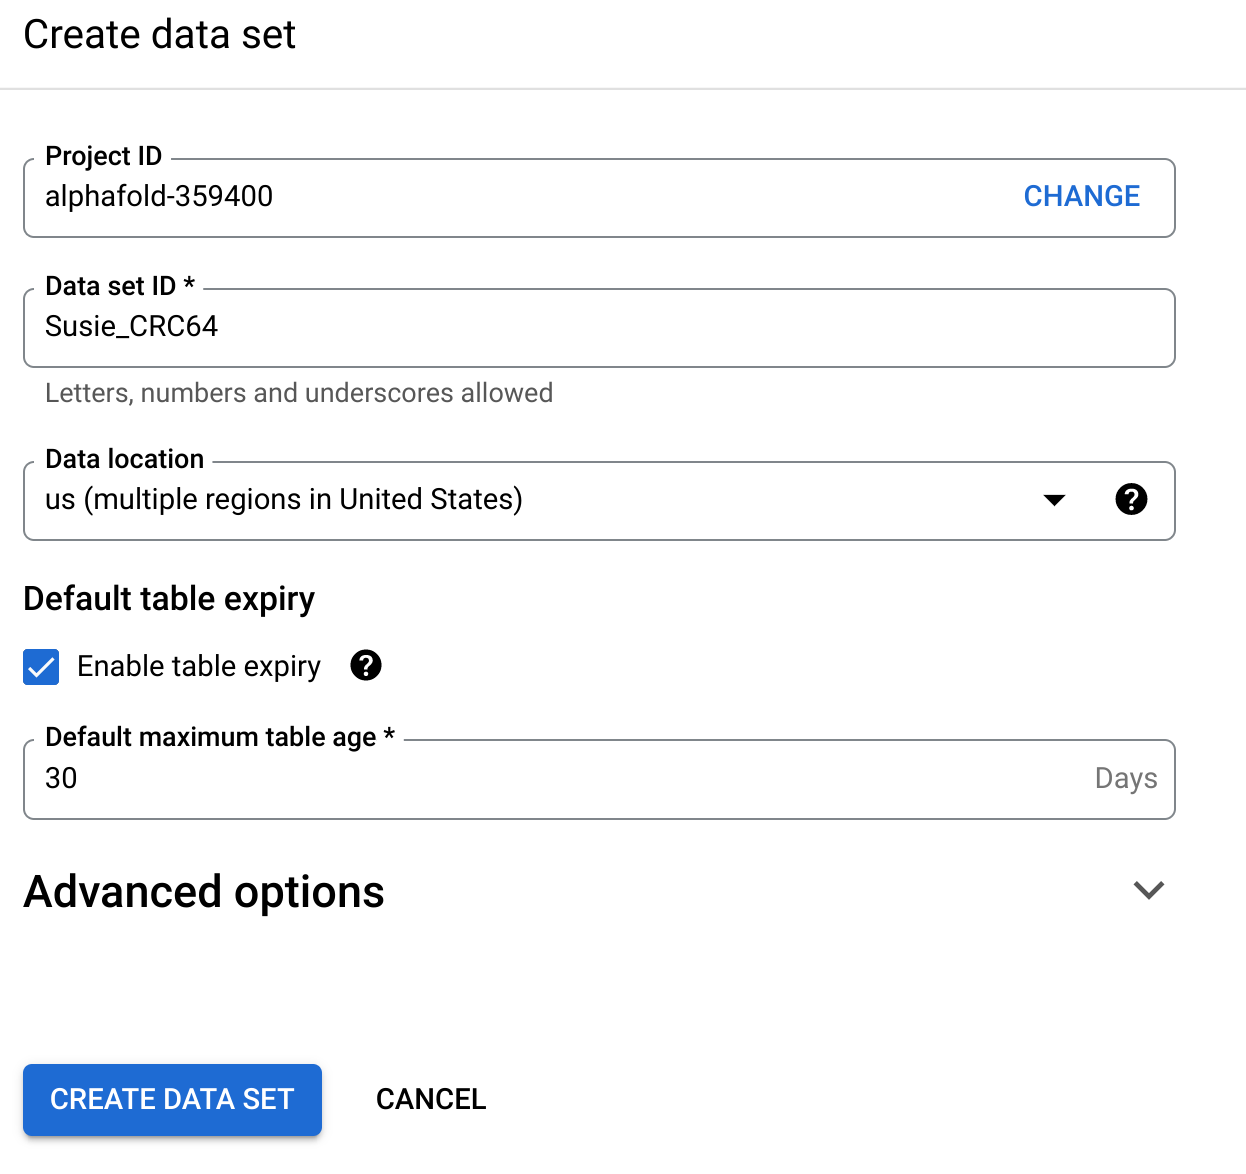 Create data set
Project ID
alphafold-359400
CHANGE
Data set ID *
Susie_CRC64
Letters, numbers and underscores allowed
Data location
us (multiple regions in United States)
Default table expiry
Enable table expiry
Default maximum table age *
30
Days
Advanced options
CREATE DATA SET
CANCEL